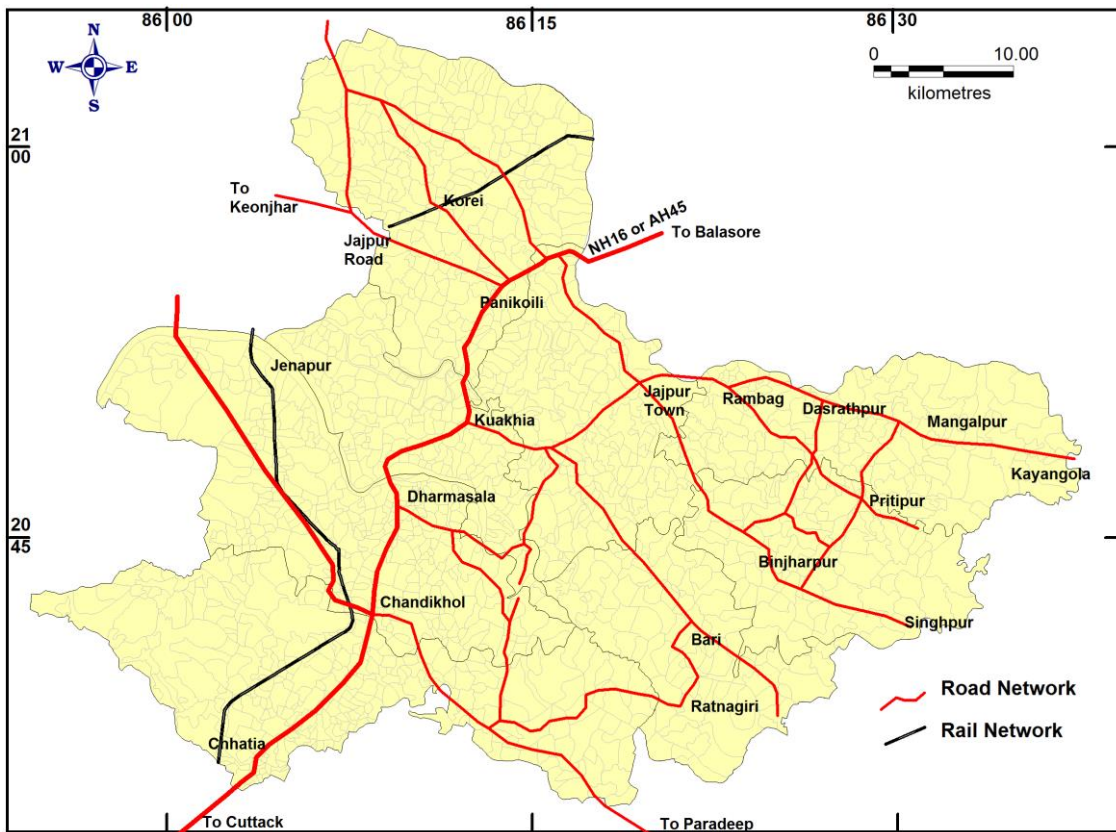 86 00
86 15
86 30
N
W E
S
0 10.00
kilometres
21
00
To
Keonjhar
Korei
Jajpur
Road
NH16 or AH45
To Balasore
Panikoili
Jenapur
Jajpur
Town
Rambag
Dasrathpur
Mangalpur
Kuakhia
Kayangola
Dharmasala
Pritipur
20
45
Binjharpur
Chandikhol
Singhpur
Bari
Ratnagiri
Road Network
Rail Network
Chhatia
To Cuttack
To Paradeep